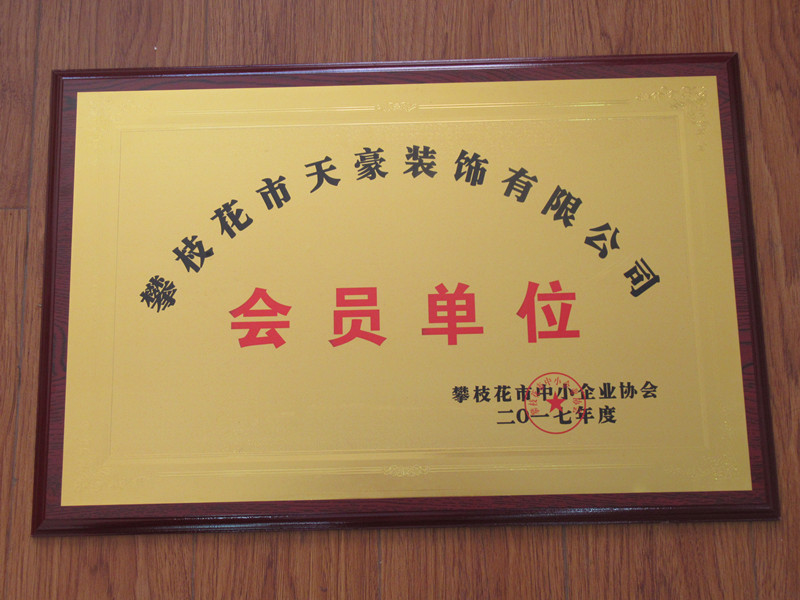 攀枝花市天豪装饰有限公司
会员单位
攀枝花市中小企业协会
二〇一七年度